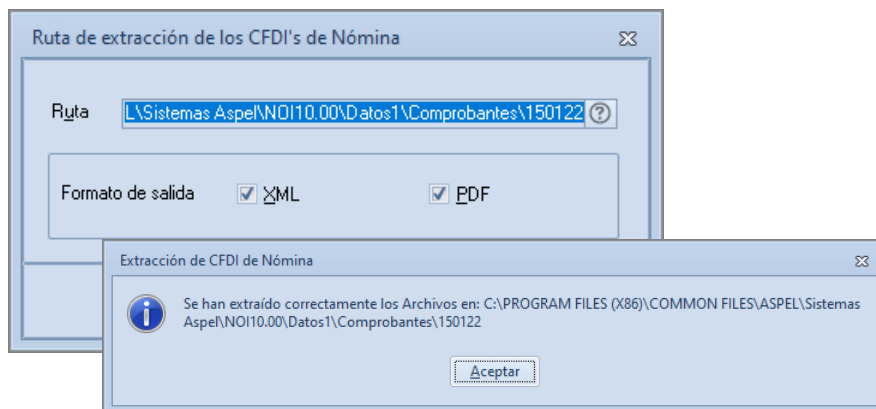 Ruta de extracción de los CFDI's de Nómina
Ruta L\Sistemas Aspel\NOI10.00\Datos1\Comprobantes\150122
Formato de salida XML PDF
Extracción de CFDI de Nómina
Se han extraído correctamente los Archivos en: C:\PROGRAM FILES (X86)\COMMON FILES\ASPEL\Sistemas
Aspel\NOI10.00\Datos1\Comprobantes\150122
Aceptar